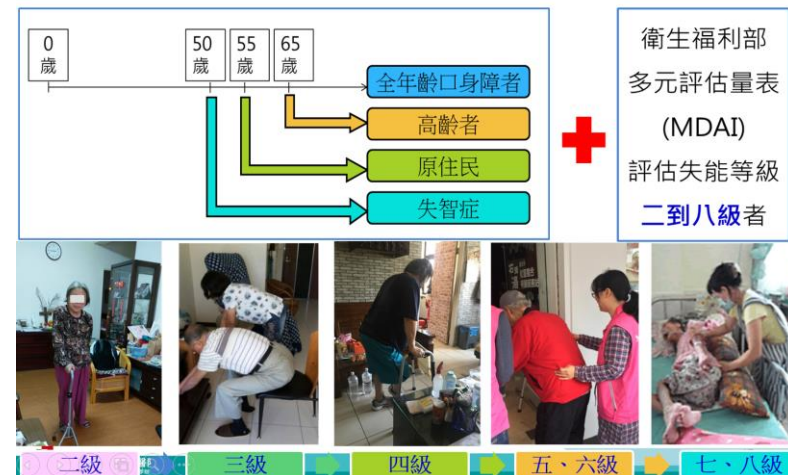 0
歲
50
歲
55
歲
65
歲
全年齡口身障者
高齡者
原住民
失智症
衛生福利部
多元評估量表
(MDAI)
評估失能等級
二到八級者
二級
三級
四級
五、六級
七、八級